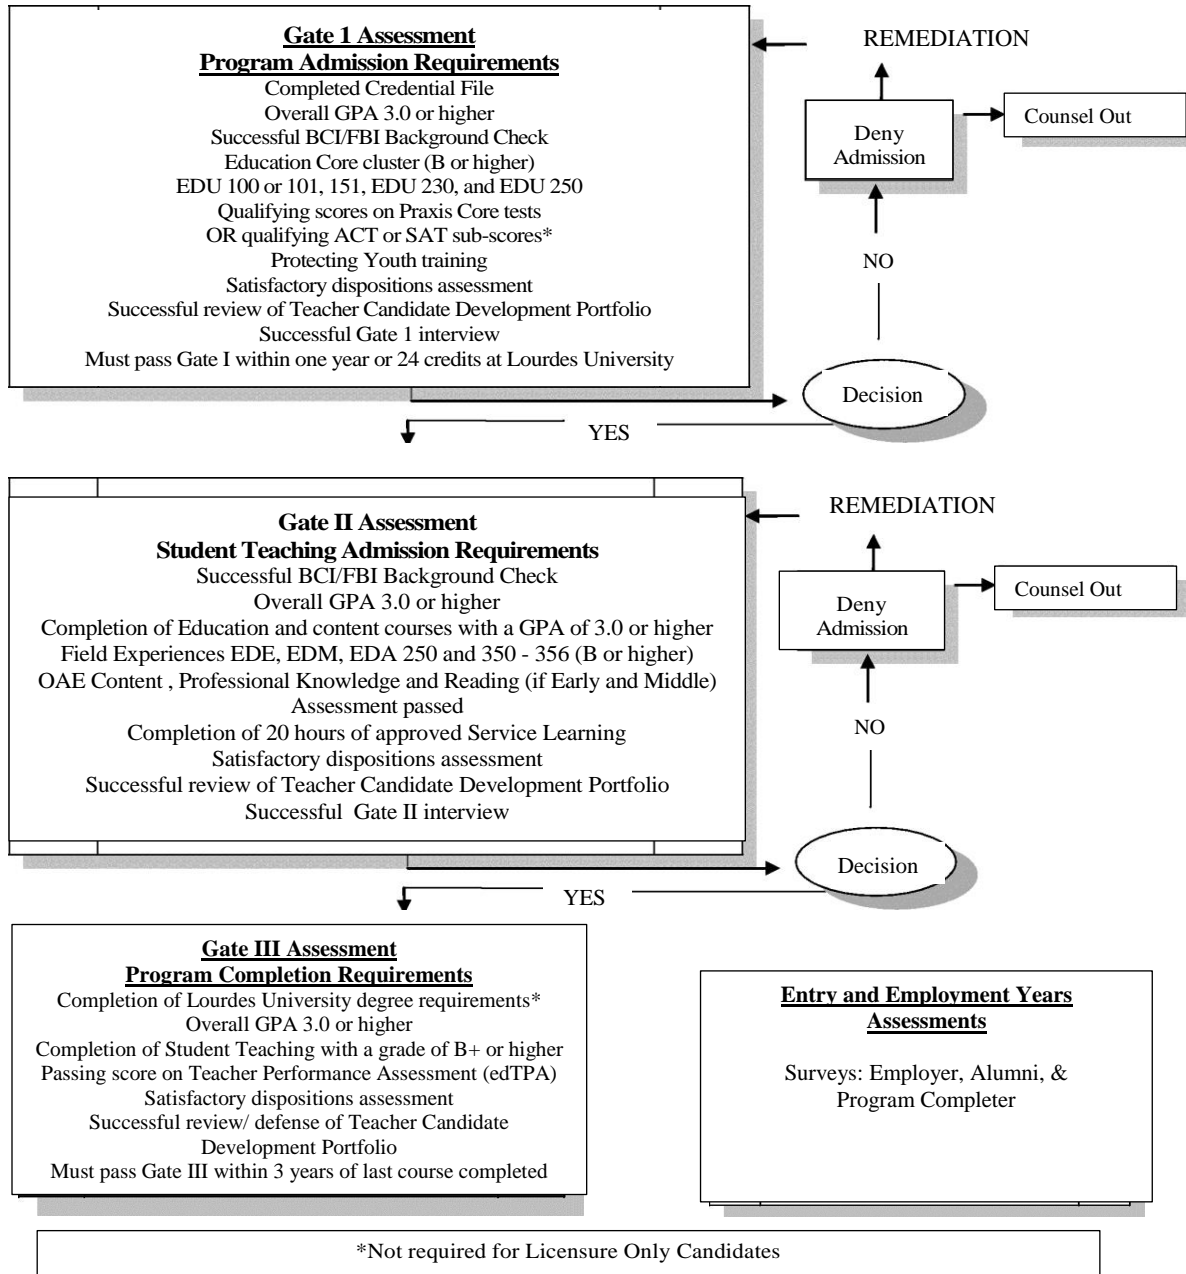 Gate 1 Assessment
Program Admission Requirements
Completed Credential File
Overall GPA 3.0 or higher
Successful BCI/FBI Background Check
Education Core cluster (B or higher)
EDU 100 or 101, 151, EDU 230, and EDU 250
Qualifying scores on Praxis Core tests
OR qualifying ACT or SAT sub-scores*
Protecting Youth training
Satisfactory dispositions assessment
Successful review of Teacher Candidate Development Portfolio
Successful Gate 1 interview
Must pass Gate I within one year or 24 credits at Lourdes University
REMEDIATION
Deny
Admission
Counsel Out
NO
Decision
YES
Gate II Assessment
Student Teaching Admission Requirements
Successful BCI/FBI Background Check
Overall GPA 3.0 or higher
Completion of Education and content courses with a GPA of 3.0 or higher
Field Experiences EDE, EDM, EDA 250 and 350 - 356 (B or higher)
OAE Content , Professional Knowledge and Reading (if Early and Middle)
Assessment passed
Completion of 20 hours of approved Service Learning
Satisfactory dispositions assessment
Successful review of Teacher Candidate Development Portfolio
Successful Gate II interview
REMEDIATION
Deny
Admission
Counsel Out
NO
Decision
YES
Gate III Assessment
Program Completion Requirements
Completion of Lourdes University degree requirements*
Overall GPA 3.0 or higher
Completion of Student Teaching with a grade of B+ or higher
Passing score on Teacher Performance Assessment (edTPA)
Satisfactory dispositions assessment
Successful review/ defense of Teacher Candidate
Development Portfolio
Must pass Gate III within 3 years of last course completed
Entry and Employment Years
Assessments
Surveys: Employer, Alumni, &
Program Completer
*Not required for Licensure Only Candidates